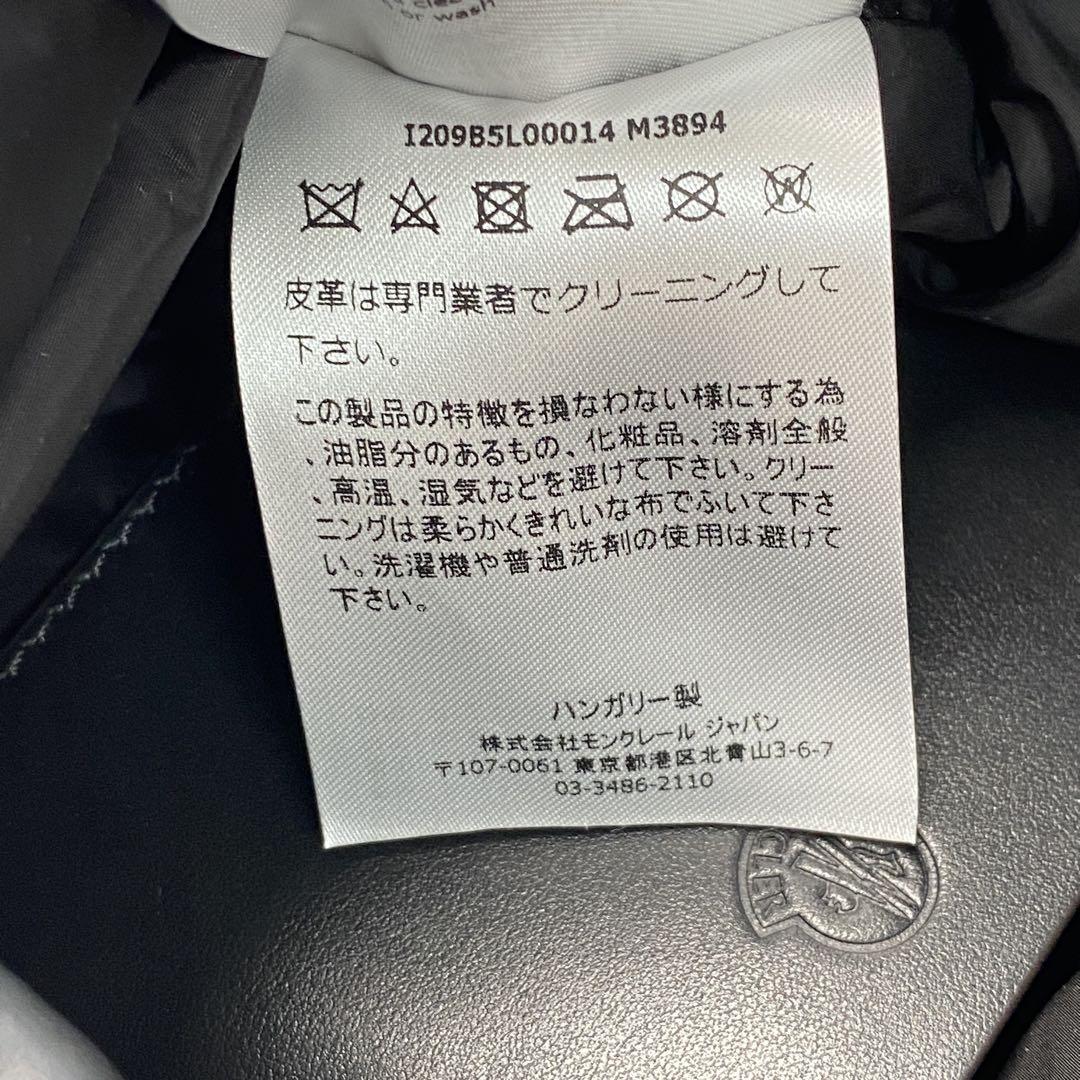 or wash
I209B5L00014 M3894
皮革は専門業者でクリーニングして
下さい。
この製品の特徴を損なわない様にする為
、油脂分のあるもの、化粧品、溶剤全般
、高温、湿気などを避けて下さい。クリー
ニングは柔らかくきれいな布でふいて下さ
い。洗濯機や普通洗剤の使用は避けて
下さい。
ハンガリー製
株式会社モンクレール ジャパン
〒107-0061 東京都港区北青山3-6-7
03-3486-2110
CLER